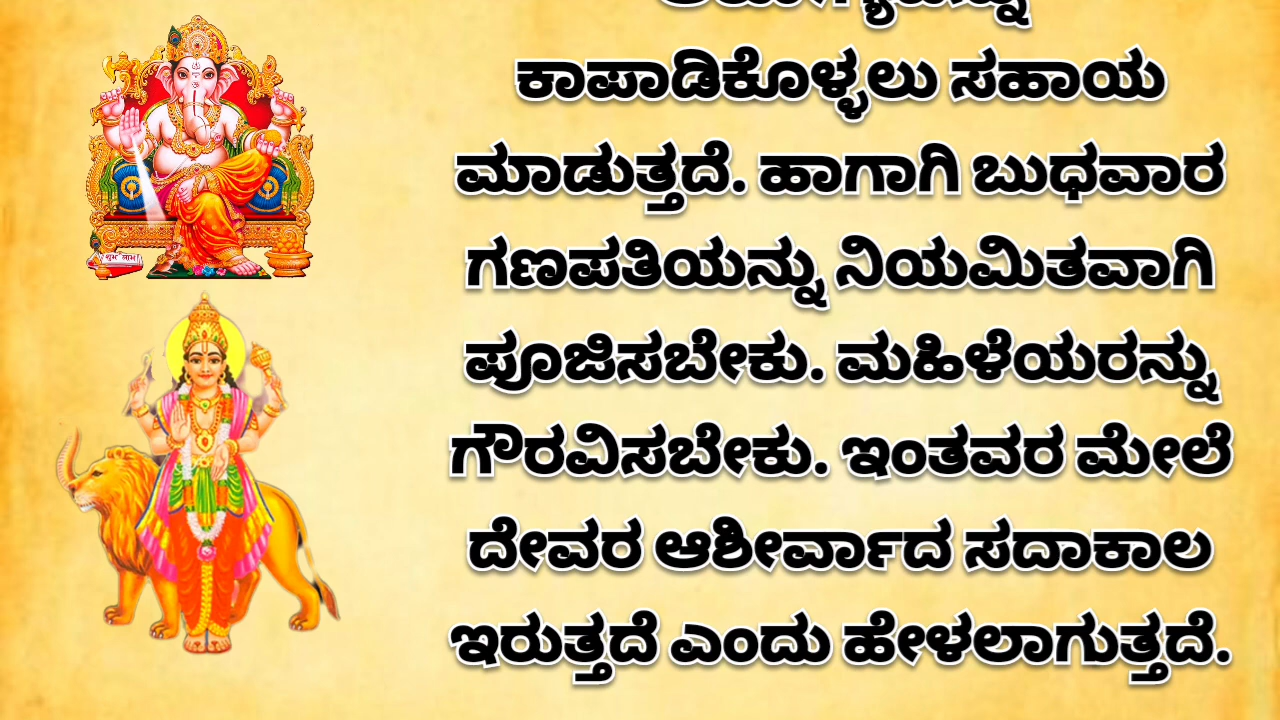 ಕಾಪಾಡಿಕೊಳ್ಳಲು ಸಹಾಯ
ಮಾಡುತ್ತದೆ. ಹಾಗಾಗಿ ಬುಧವಾರ
ಗಣಪತಿಯನ್ನು ನಿಯಮಿತವಾಗಿ
ಪೂಜಿಸಬೇಕು. ಮಹಿಳೆಯರನ್ನು
ಗೌರವಿಸಬೇಕು. ಇಂತವರ ಮೇಲೆ
ದೇವರ ಆಶೀರ್ವಾದ ಸದಾಕಾಲ
ಇರುತ್ತದೆ ಎಂದು ಹೇಳಲಾಗುತ್ತದೆ.
शुभ लाभ